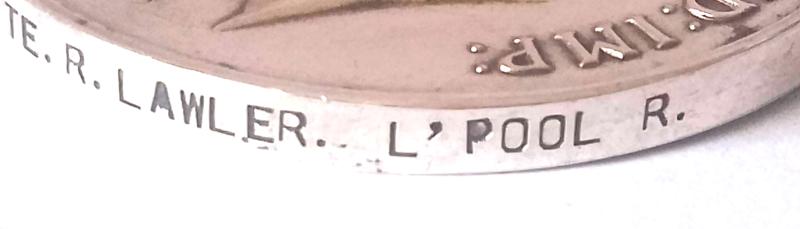 TE. R. LAWLER. L'POOL R.
D: IMP: